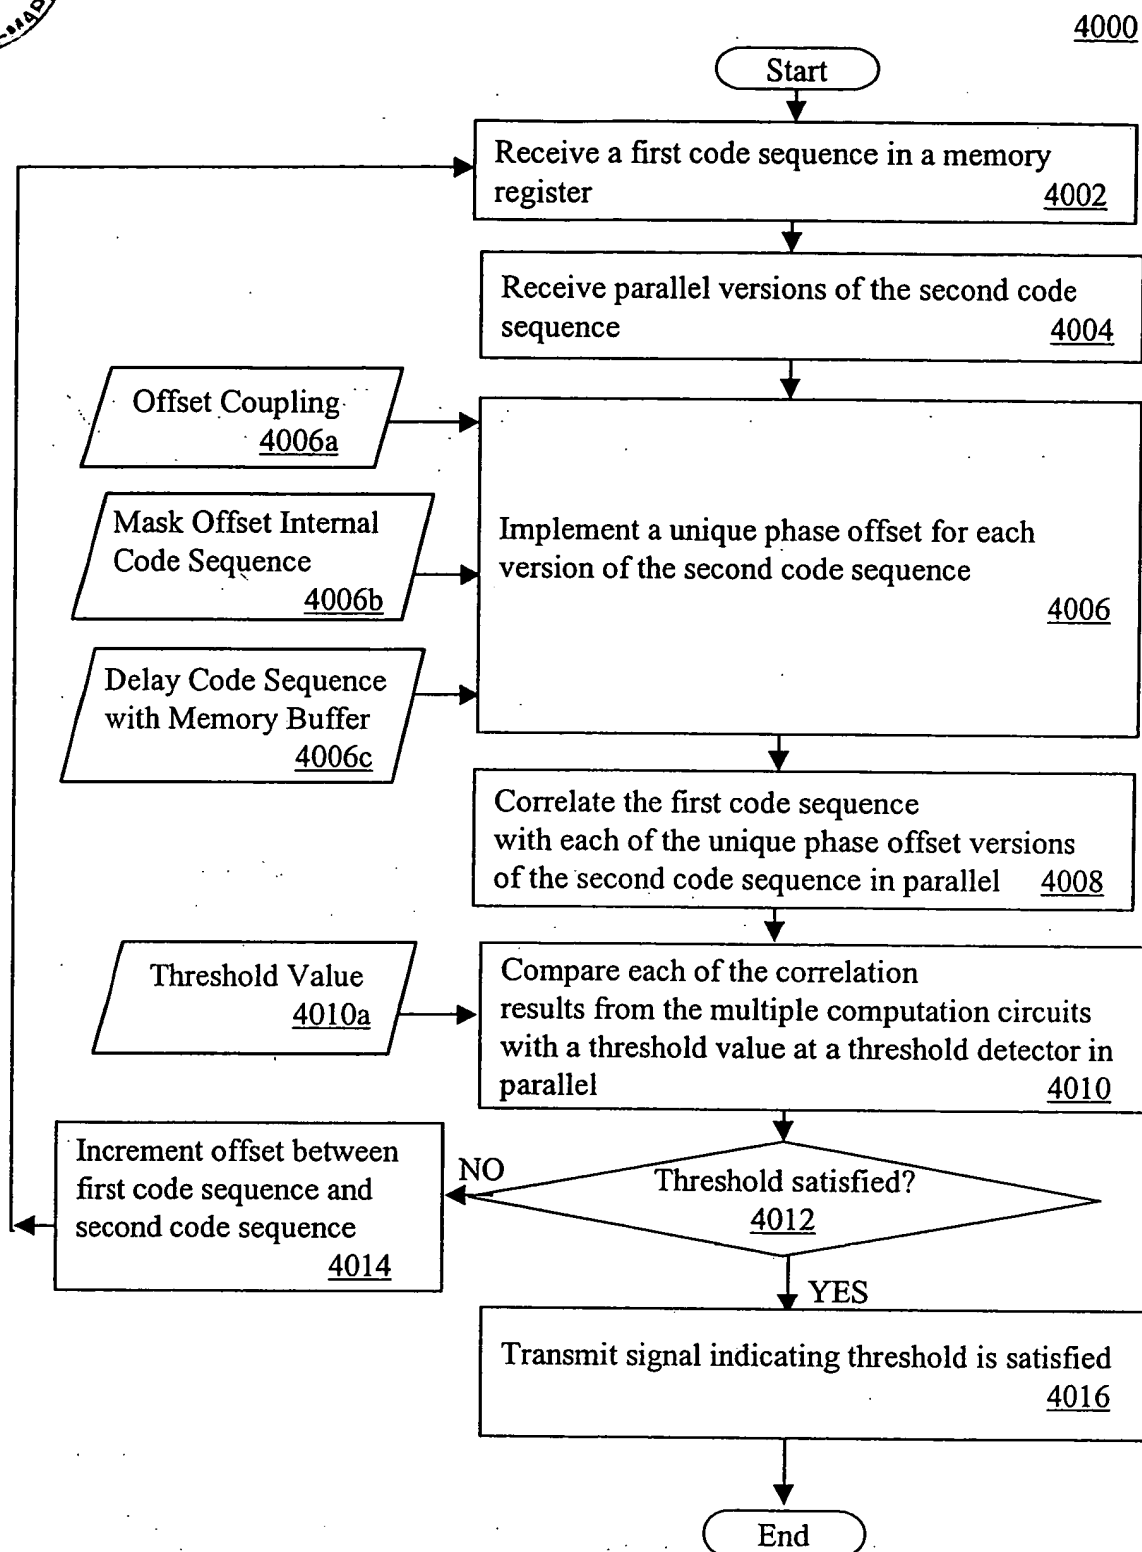 4000
Start
Receive a first code sequence in a memory
register 4002
Receive parallel versions of the second code
sequence 4004
Offset Coupling
4006a
Mask Offset Internal
Code Sequence
4006b
Delay Code Sequence
with Memory Buffer
4006c
Implement a unique phase offset for each
version of the second code sequence
4006
Correlate the first code sequence
with each of the unique phase offset versions
of the second code sequence in parallel 4008
Threshold Value
4010a
Compare each of the correlation
results from the multiple computation circuits
with a threshold value at a threshold detector in
parallel 4010
Threshold satisfied?
4012
NO
Increment offset between
first code sequence and
second code sequence
4014
YES
Transmit signal indicating threshold is satisfied
4016
End